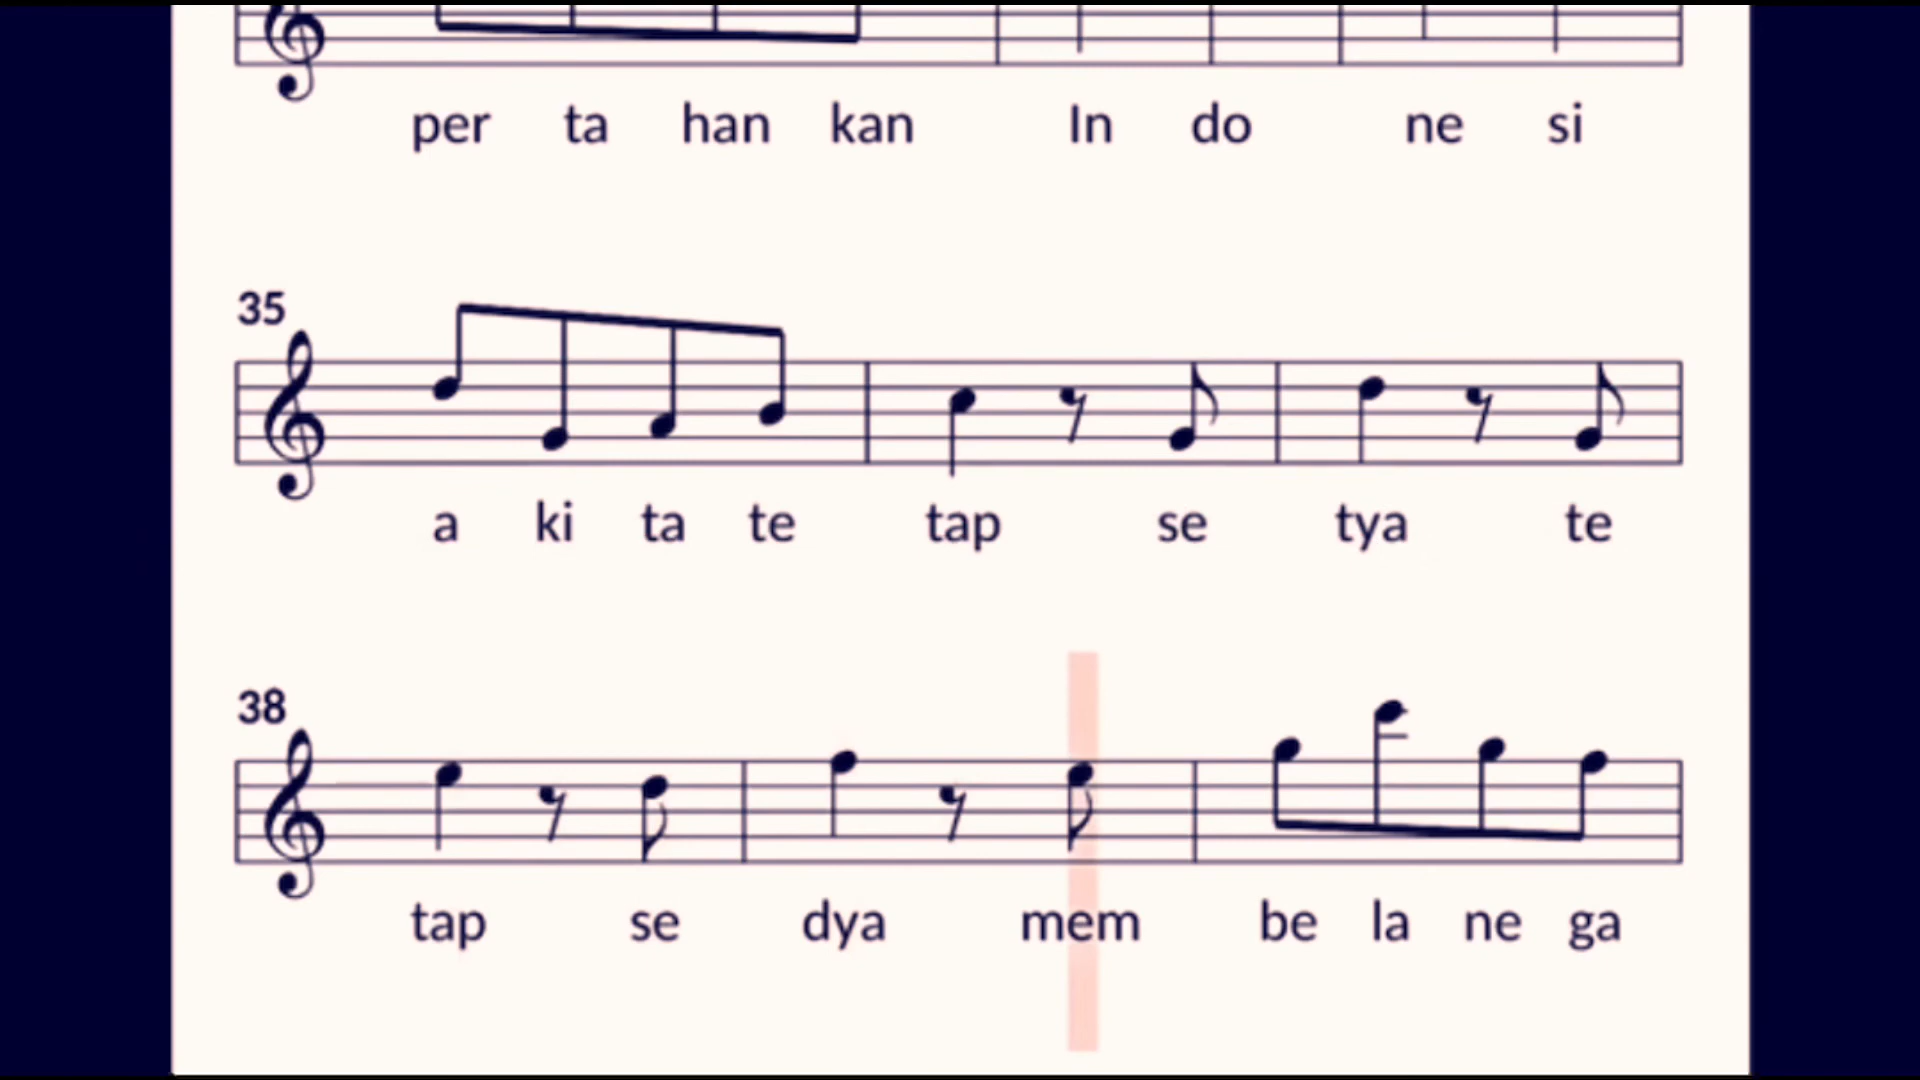 per ta han kan In do ne si
35
a ki ta te tap se tya te
38
tap se dya mem be la ne ga